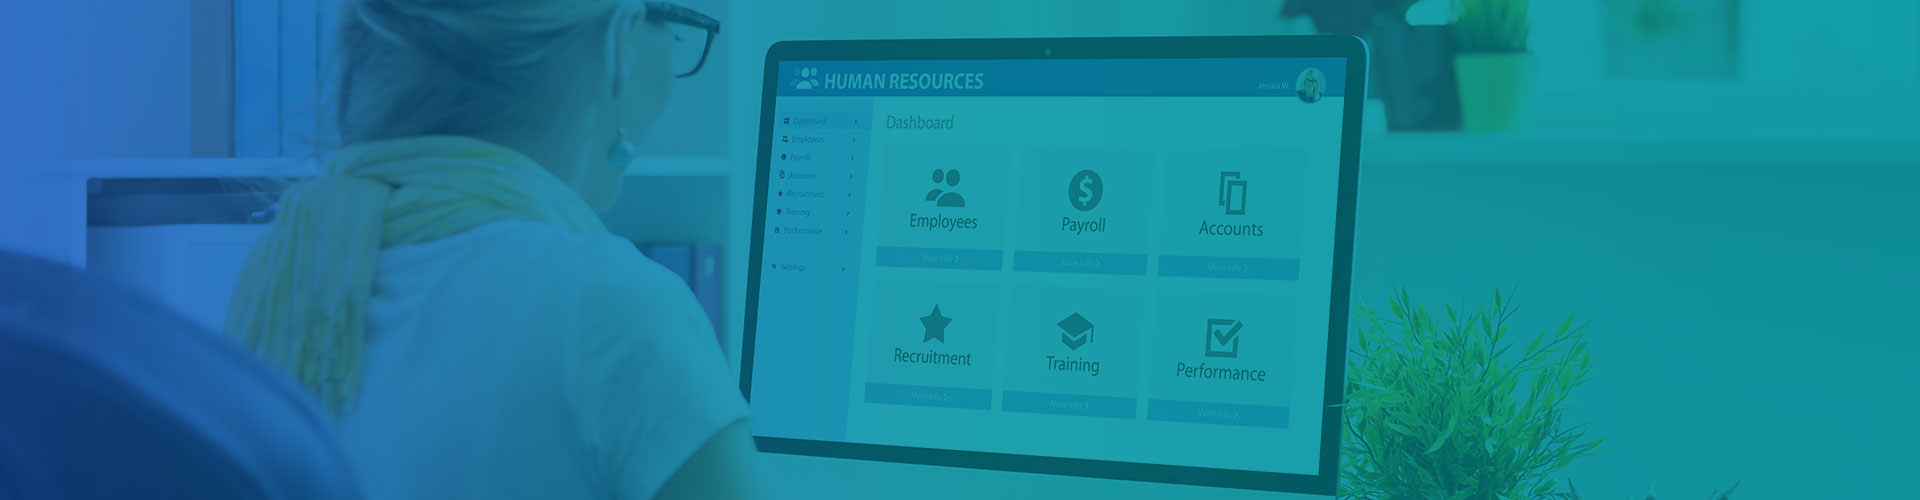 HUMAN RESOURCES
Jessica W.
Dashboard
Employees
Payroll
Accounts
Recruitment
Training
Performance
Settings
Dashboard
Employees
Payroll
Accounts
More info
More info
More info
Recruitment
Training
Performance
More info
More info
More info